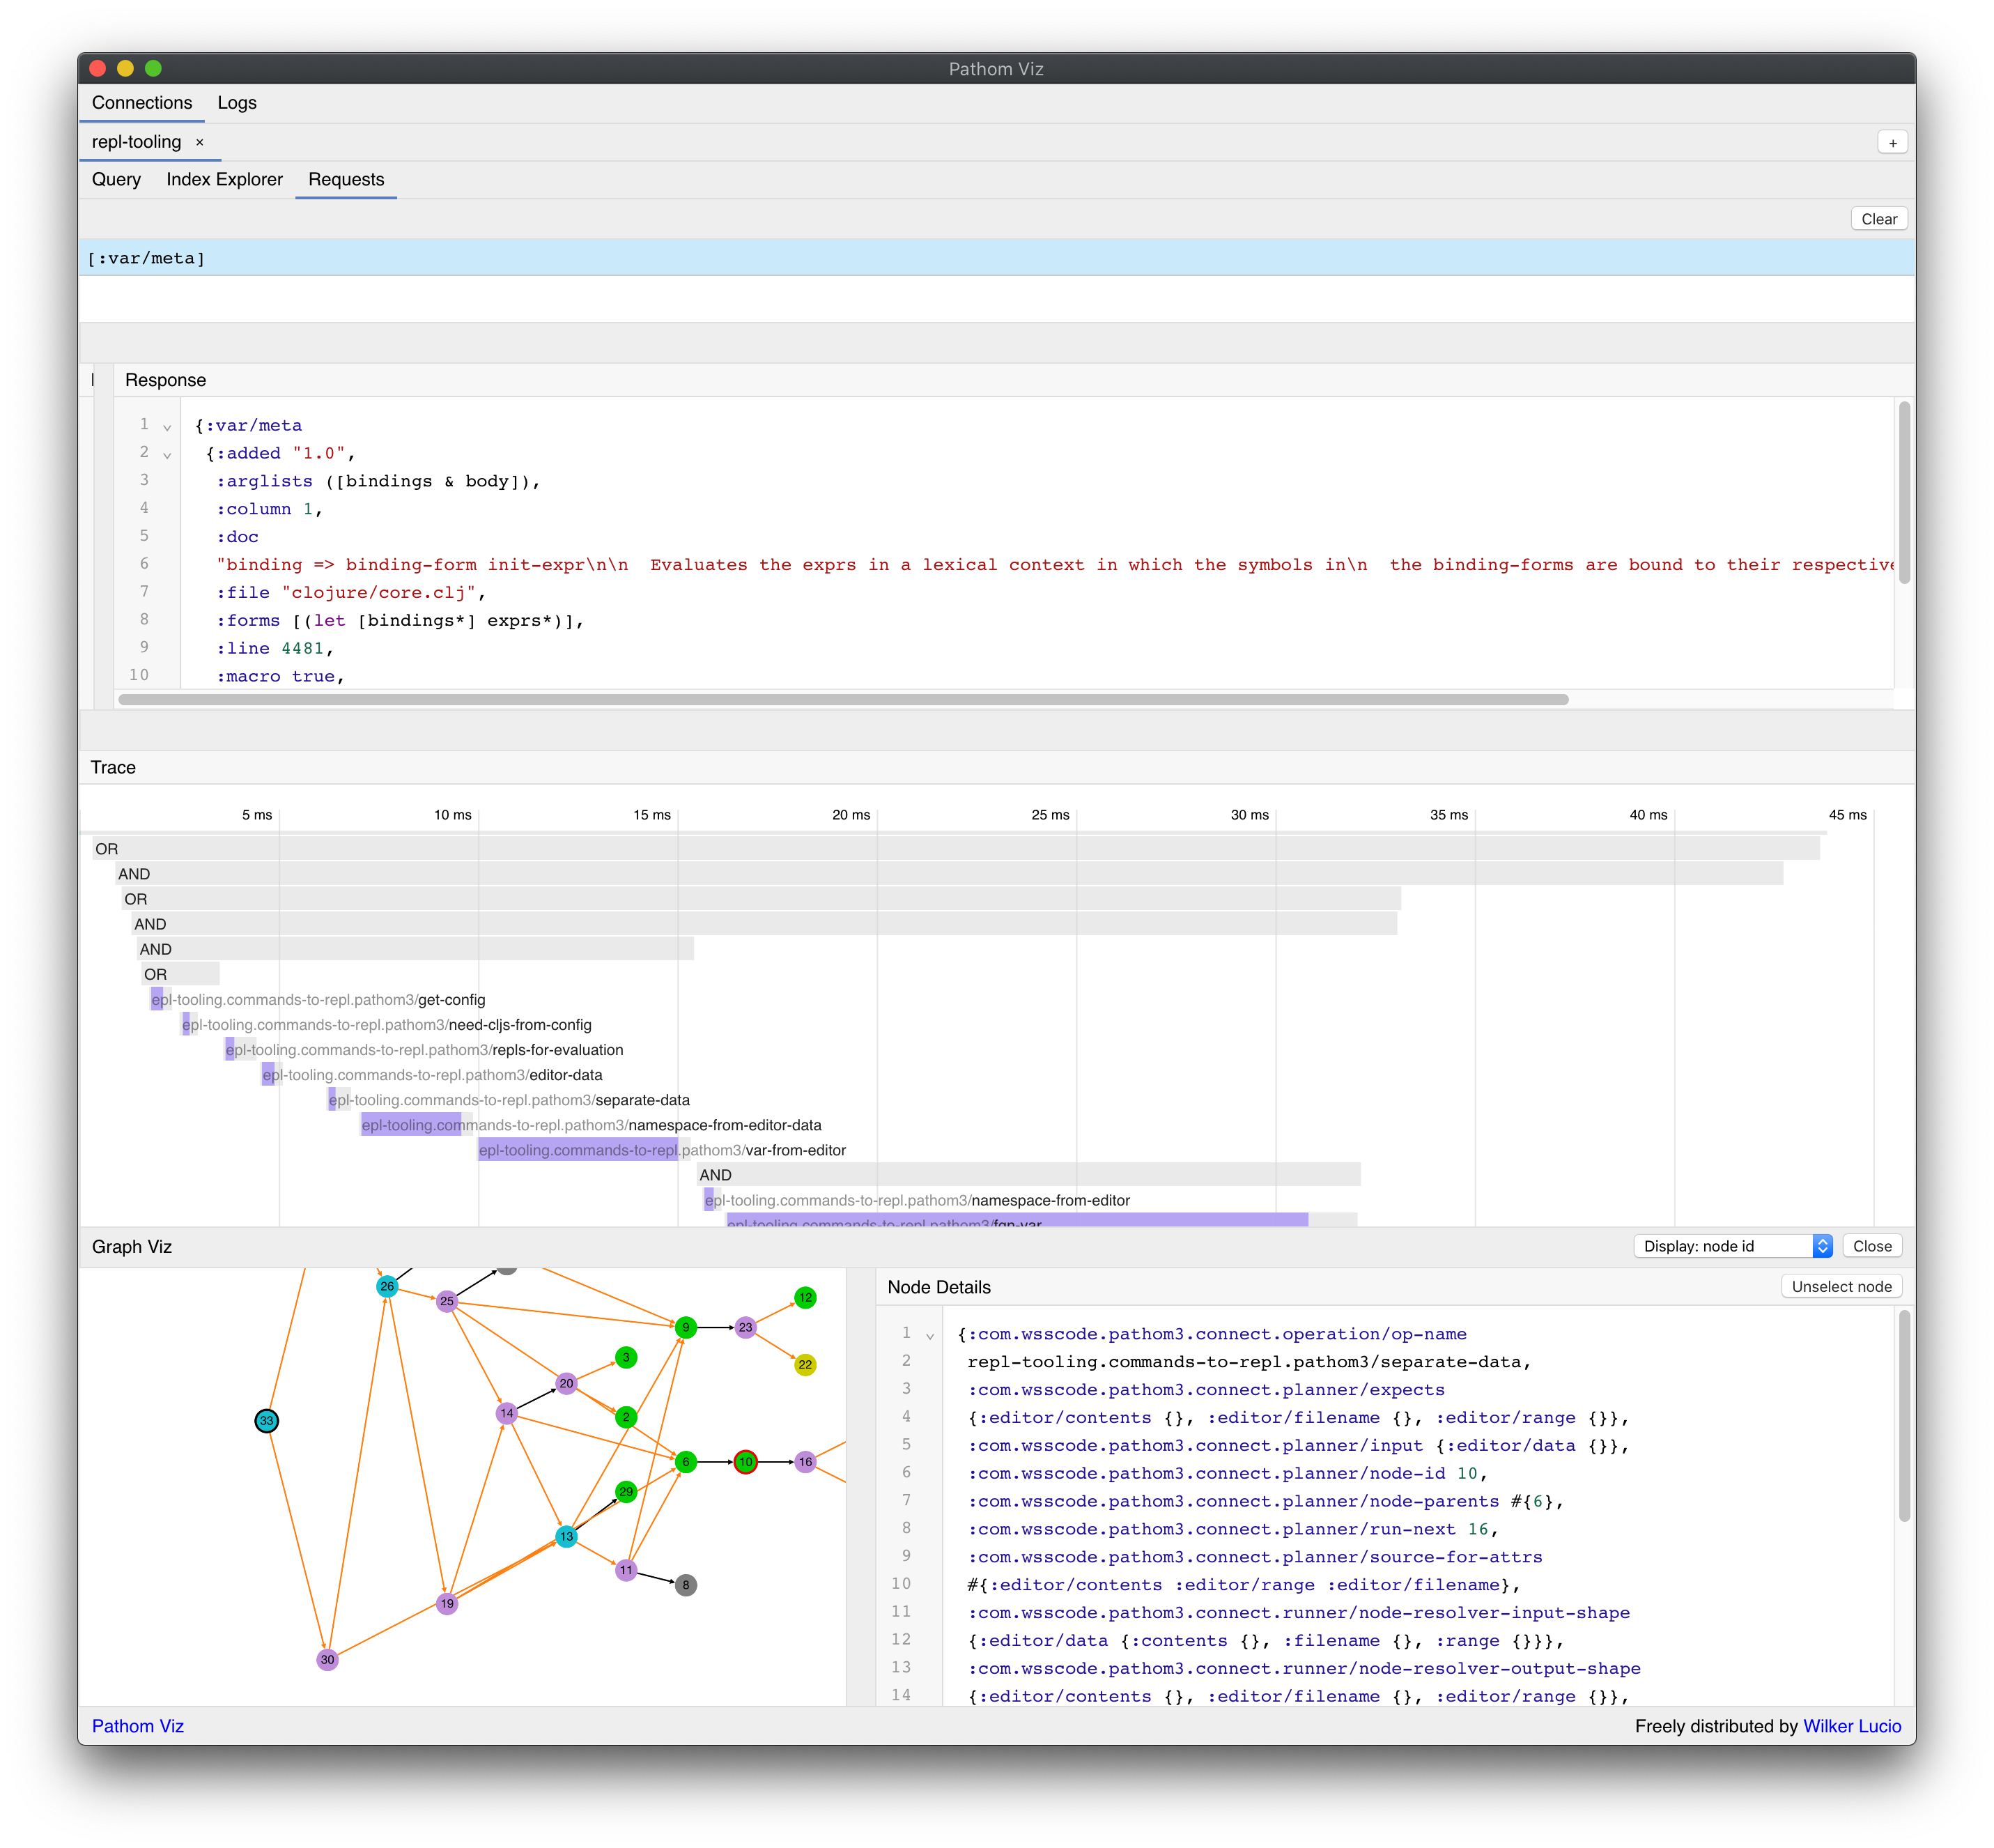 Pathom Viz
Connections Logs
repl-tooling × +
Query Index Explorer Requests
Clear
[:var/meta]
Response
1 {:var/meta
2 {:added "1.0",
3 :arglists ([bindings & body]),
4 :column 1,
5 :doc
6 "binding => binding-form init-expr\n\n  Evaluates the exprs in a lexical context in which the symbols in\n  the binding-forms are bound to their respective
7 :file "clojure/core.clj",
8 :forms [(let [bindings*] exprs*)],
9 :line 4481,
10 :macro true,
Trace
5 ms 10 ms 15 ms 20 ms 25 ms 30 ms 35 ms 40 ms 45 ms
OR
AND
OR
AND
AND
OR
epl-tooling.commands-to-repl.pathom3/get-config
epl-tooling.commands-to-repl.pathom3/need-cljs-from-config
epl-tooling.commands-to-repl.pathom3/repls-for-evaluation
epl-tooling.commands-to-repl.pathom3/editor-data
epl-tooling.commands-to-repl.pathom3/separate-data
epl-tooling.commands-to-repl.pathom3/namespace-from-editor-data
epl-tooling.commands-to-repl.pathom3/var-from-editor
AND
epl-tooling.commands-to-repl.pathom3/namespace-from-editor
epl-tooling.commands-to-repl.pathom3/fqn-var
Graph Viz Display: node id Close
26
25
12
9 23
3
22
20
14
2
33
6 10 16
29
13
11
8
19
30
Node Details Unselect node
1 {:com.wsscode.pathom3.connect.operation/op-name
2 repl-tooling.commands-to-repl.pathom3/separate-data,
3 :com.wsscode.pathom3.connect.planner/expects
4 {:editor/contents {}, :editor/filename {}, :editor/range {}},
5 :com.wsscode.pathom3.connect.planner/input {:editor/data {}},
6 :com.wsscode.pathom3.connect.planner/node-id 10,
7 :com.wsscode.pathom3.connect.planner/node-parents #{6},
8 :com.wsscode.pathom3.connect.planner/run-next 16,
9 :com.wsscode.pathom3.connect.planner/source-for-attrs
10 #{:editor/contents :editor/range :editor/filename},
11 :com.wsscode.pathom3.connect.runner/node-resolver-input-shape
12 {:editor/data {:contents {}, :filename {}, :range {}}},
13 :com.wsscode.pathom3.connect.runner/node-resolver-output-shape
14 {:editor/contents {}, :editor/filename {}, :editor/range {}},
Pathom Viz Freely distributed by Wilker Lucio